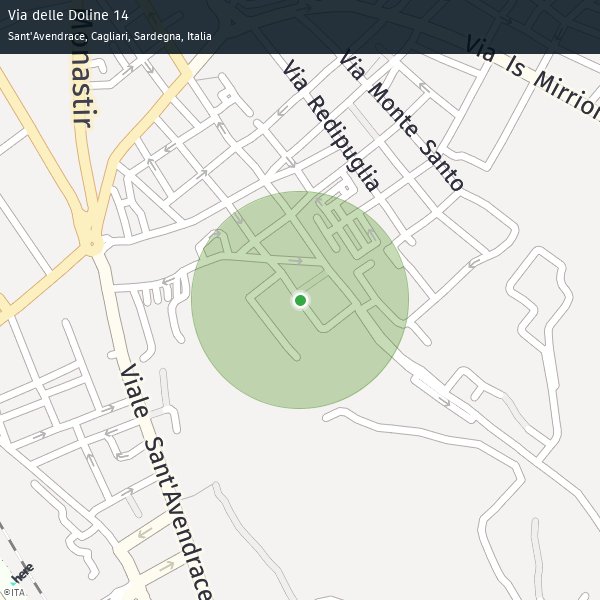 Via delle Doline 14
Sant'Avendrace, Cagliari, Sardegna, Italia
Monastir
Via Redipuglia
Via Monte Santo
Via Is Mirrion
Viale Sant'Avendrace
here
©ITA.